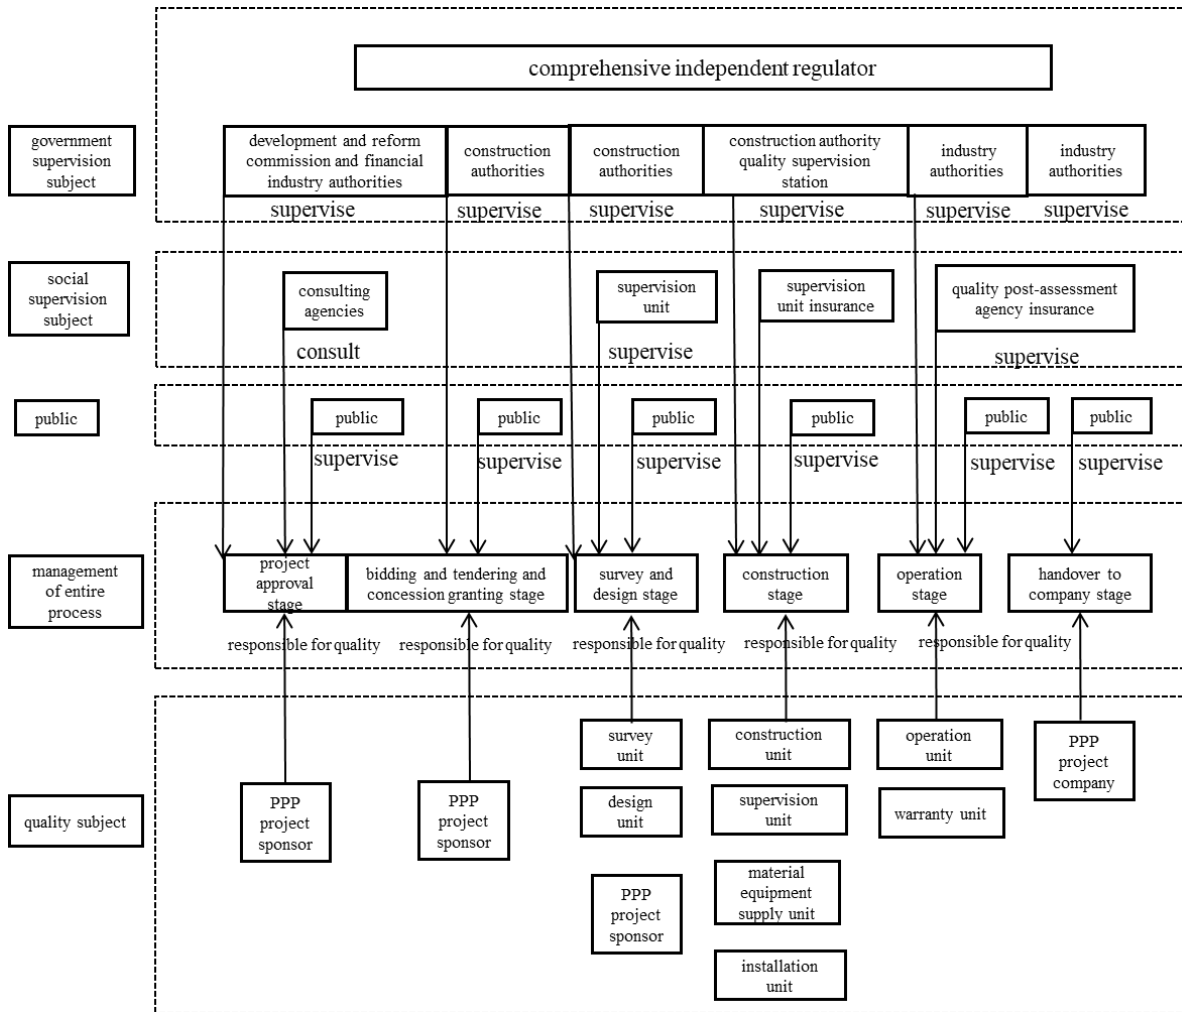 comprehensive independent regulator
government
supervision
subject
development and reform
commission and financial
industry authorities
construction
authorities
construction
authorities
construction authority
quality supervision
station
industry
authorities
industry
authorities
supervise
supervise
supervise
supervise
supervise
supervise
social
supervision
subject
consulting
agencies
supervision
unit
supervision
unit insurance
quality post-assessment
agency insurance
consult
supervise
supervise
public
public
public
public
public
public
public
supervise
supervise
supervise
supervise
supervise
supervise
management
of entire
process
project
approval
stage
bidding and tendering and
concession granting stage
survey and
design stage
construction
stage
operation
stage
handover to
company stage
responsible for quality
responsible for quality
responsible for quality
responsible for quality
responsible for quality
quality subject
PPP
project
sponsor
PPP
project
sponsor
survey
unit
design
unit
PPP
project
sponsor
construction
unit
supervision
unit
material
equipment
supply unit
installation
unit
operation
unit
warranty unit
PPP
project
company